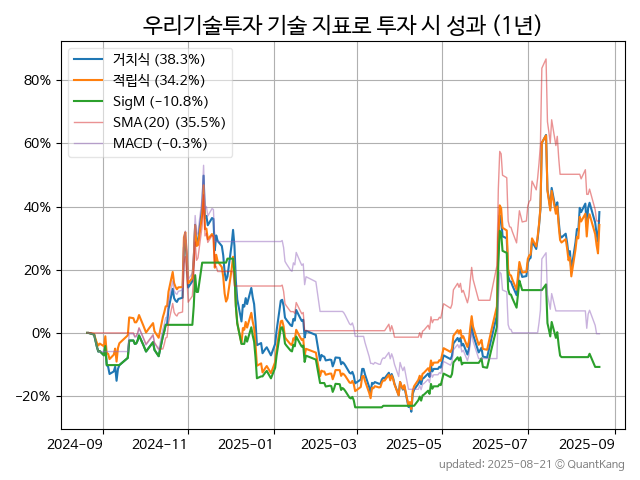 우리기술투자 기술 지표로 투자 시 성과 (1년)
거치식 (38.3%)
적립식 (34.2%)
SigM (−10.8%)
SMA(20) (35.5%)
MACD (−0.3%)
80%
60%
40%
20%
0%
−20%
2024-09 2024-11 2025-01 2025-03 2025-05 2025-07 2025-09
updated: 2025-08-21 © QuantKang